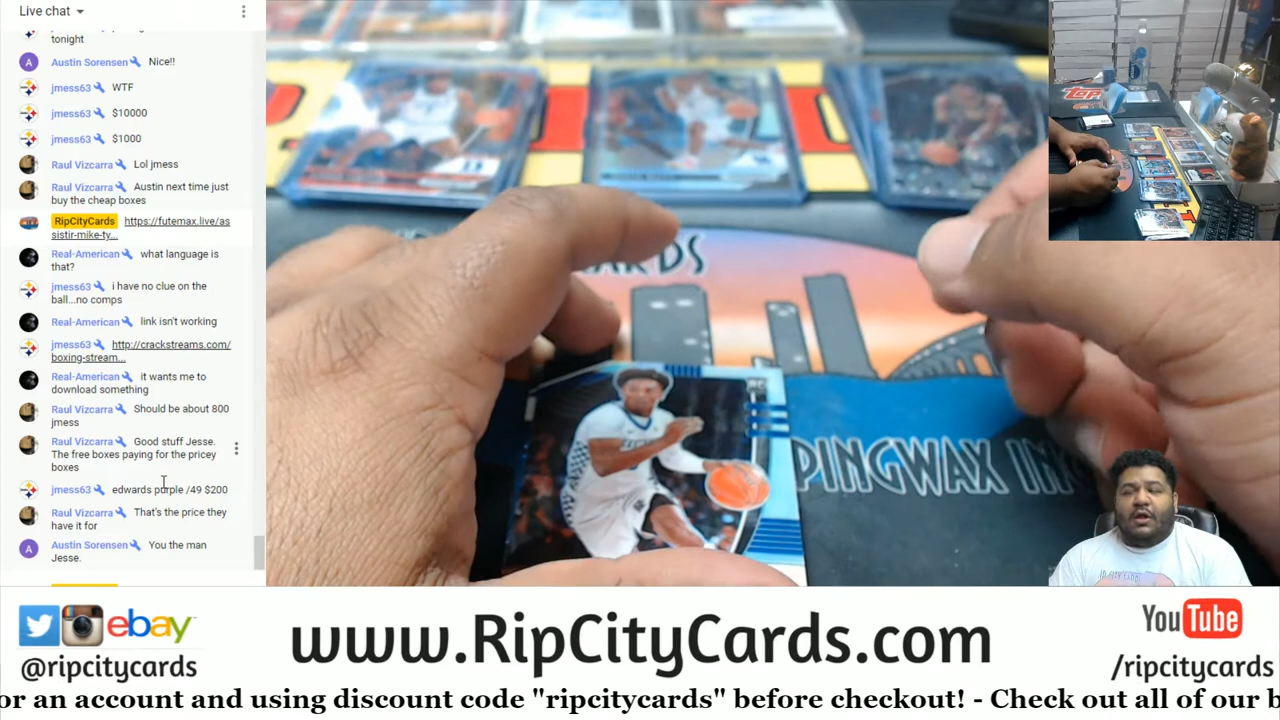 Live chat
tonight
Austin Sorensen Nice!!
jmess63 WTF
jmess63 $10000
jmess63 $1000
Raul Vizcarra Lol jmess
Raul Vizcarra Austin next time just
buy the cheap boxes
RipCityCards https://futemax.live/as
sistir-mike-ty...
Real-American what language is
that?
jmess63 i have no clue on the
ball...no comps
Real-American link isn't working
jmess63 http://crackstreams.com/
boxing-stream...
Real-American it wants me to
download something
Raul Vizcarra Should be about 800
jmess
Raul Vizcarra Good stuff Jesse.
The free boxes paying for the pricey
boxes
jmess63 edwards purple /49 $200
Raul Vizcarra That's the price they
have it for
Austin Sorensen You the man
Jesse.
ARDS
PINGWAX IN
RC
topps
ebay
@ripcitycards
www.RipCityCards.com
YouTube
/ripcitycards
or an account and using discount code "ripcitycards" before checkout! - Check out all of our b